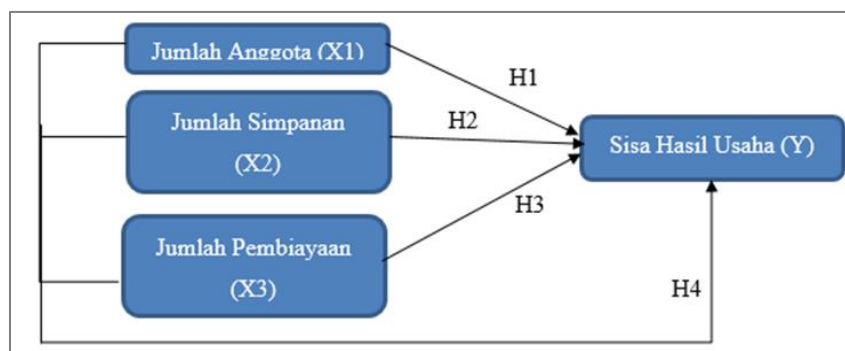 Jumlah Anggota (X1)
H1
Jumlah Simpanan
(X2)
H2
Sisa Hasil Usaha (Y)
H3
Jumlah Pembiayaan
(X3)
H4